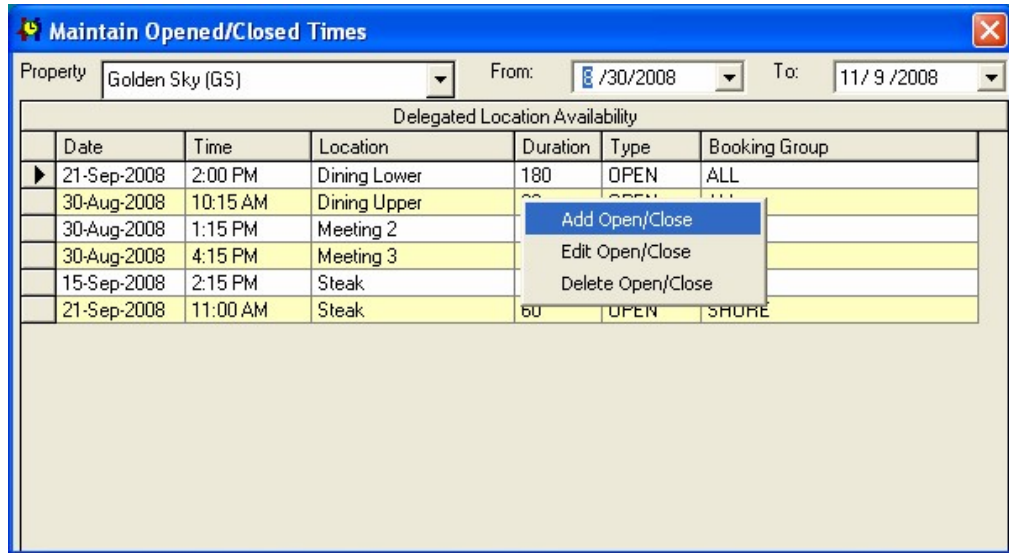 Maintain Opened/Closed Times
Property Golden Sky (GS) From: 8 /30/2008 To: 11/ 9 /2008
Delegated Location Availability
Date Time Location Duration Type Booking Group
21-Sep-2008 2:00 PM Dining Lower 180 OPEN ALL
30-Aug-2008 10:15 AM Dining Upper
Add Open/Close
30-Aug-2008 1:15 PM Meeting 2
Edit Open/Close
30-Aug-2008 4:15 PM Meeting 3
Delete Open/Close
15-Sep-2008 2:15 PM Steak
21-Sep-2008 11:00 AM Steak 60 OPEN SHORE